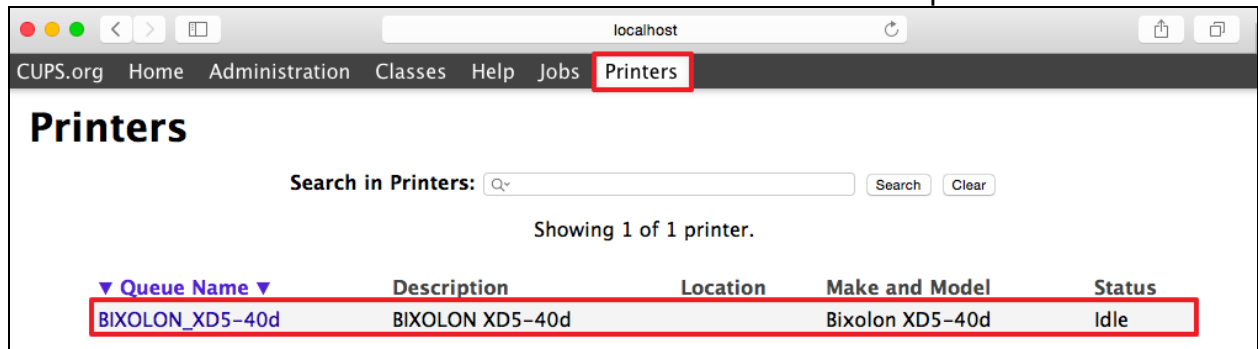 localhost
CUPS.org Home Administration Classes Help Jobs Printers
Printers
Search in Printers: Search Clear
Showing 1 of 1 printer.
▼ Queue Name ▼ Description Location Make and Model Status
BIXOLON_XD5-40d BIXOLON XD5-40d Bixolon XD5-40d Idle